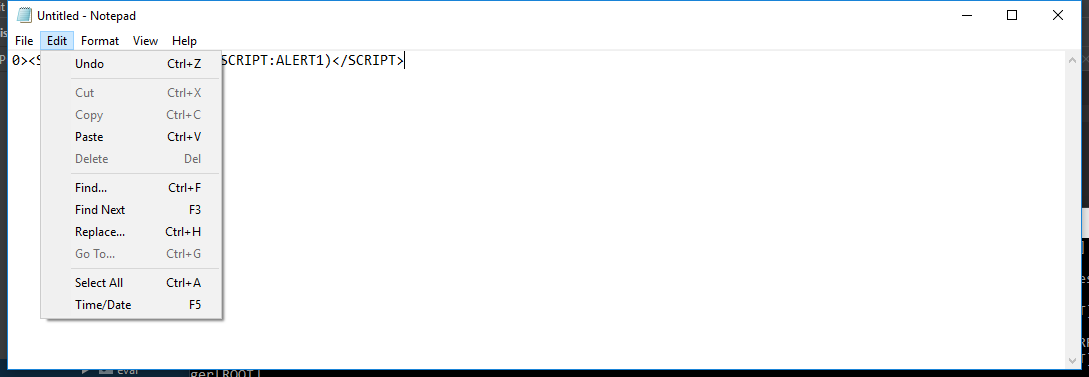 Untitled - Notepad
File Edit Format View Help
0><S SCRIPT:ALERT1)</SCRIPT>
Undo Ctrl+Z
Cut Ctrl+X
Copy Ctrl+C
Paste Ctrl+V
Delete Del
Find... Ctrl+F
Find Next F3
Replace... Ctrl+H
Go To... Ctrl+G
Select All Ctrl+A
Time/Date F5
eval
ger[ROOT]